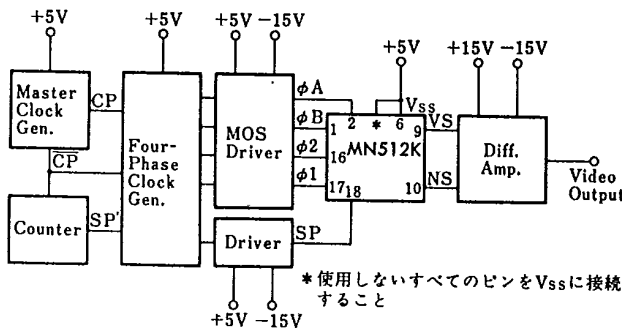 +5V
+5V
+5V -15V
+5V
+15V -15V
Master
Clock
Gen.
CP
C̅P̅
Counter
SP'
Four-
Phase
Clock
Gen.
MOS
Driver
φA
φB
φ2
φ1
Driver
SP
+5V -15V
2 * 6
Vss
1
16
17 18
MN512K
9
10
VS
NS
Diff.
Amp.
Video
Output
*使用しないすべてのピンをVssに接続
すること